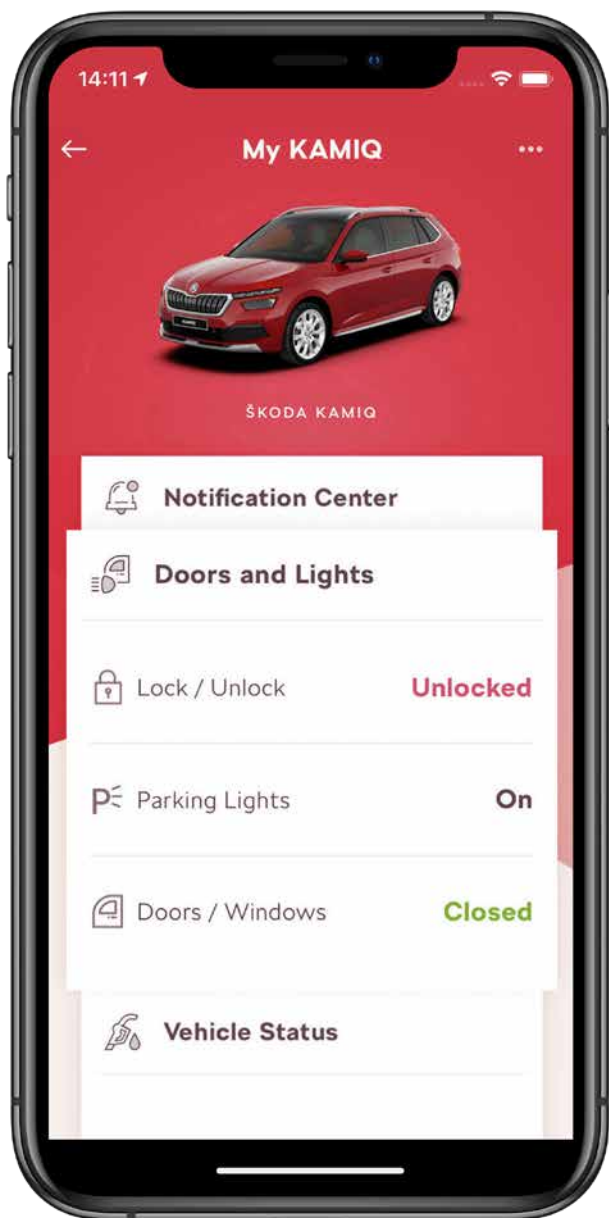 14:11
My KAMIQ
ŠKODA KAMIQ
Notification Center
Doors and Lights
Lock / Unlock Unlocked
P Parking Lights On
Doors / Windows Closed
Vehicle Status